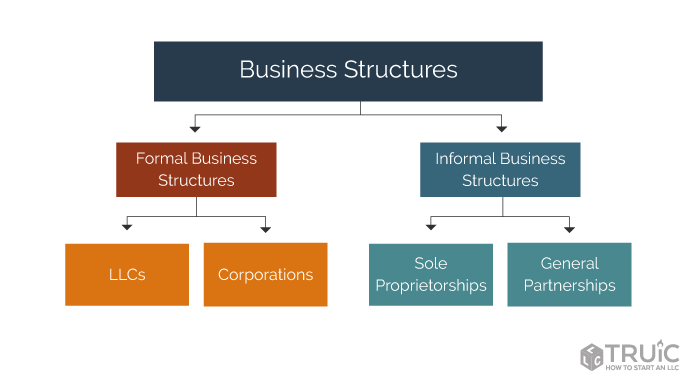 Business Structures
Formal Business
Structures
Informal Business
Structures
LLCs
Corporations
Sole
Proprietorships
General
Partnerships
LLC
TRUiC
HOW TO START AN LLC